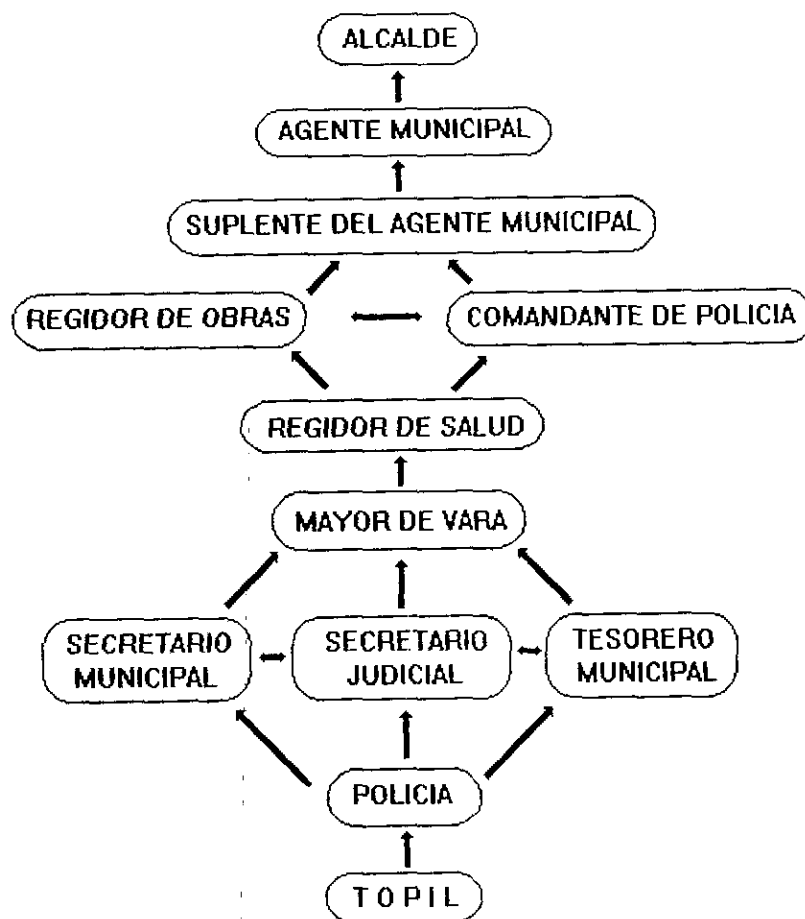 ALCALDE
AGENTE MUNICIPAL
SUPLENTE DEL AGENTE MUNICIPAL
REGIDOR DE OBRAS
COMANDANTE DE POLICIA
REGIDOR DE SALUD
MAYOR DE VARA
SECRETARIO
MUNICIPAL
SECRETARIO
JUDICIAL
TESORERO
MUNICIPAL
POLICIA
TOPIL